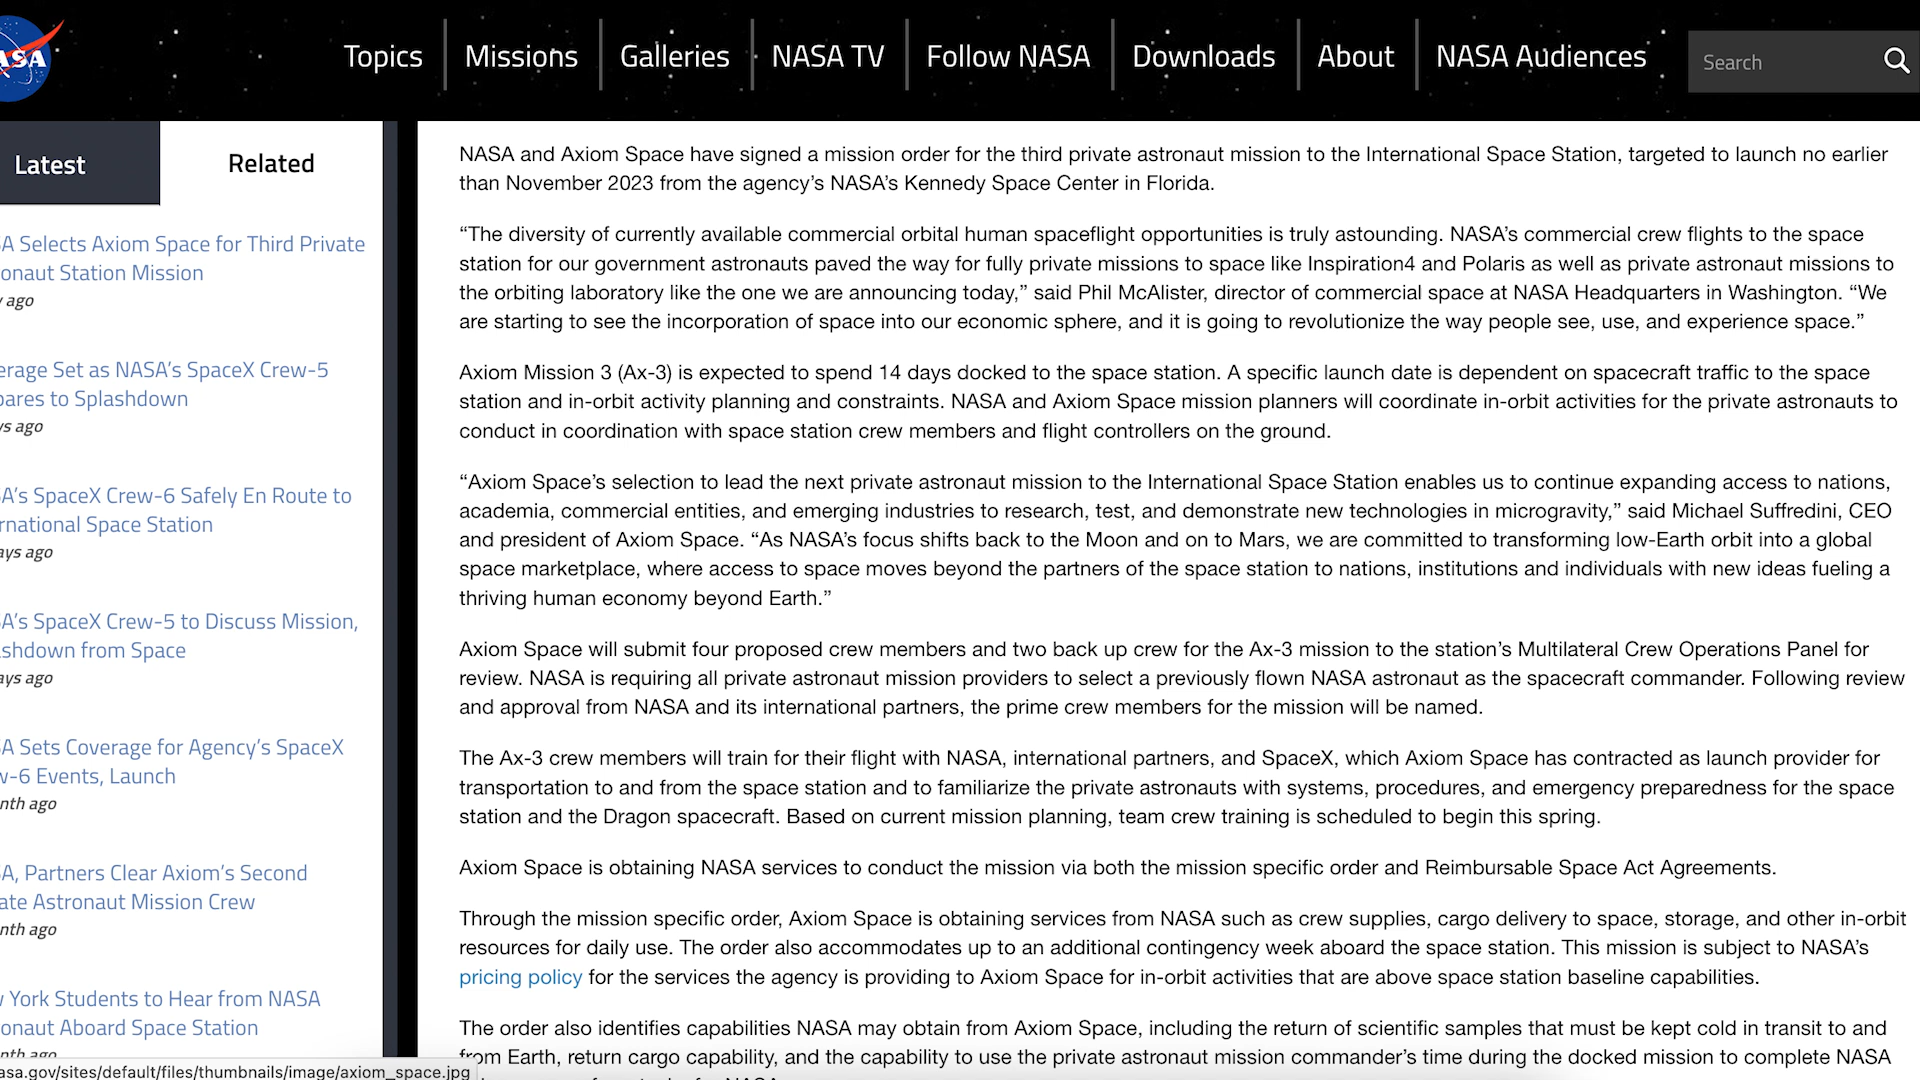 ASA
Topics
Missions
Galleries
NASA TV
Follow NASA
Downloads
About
NASA Audiences
Search
Latest
Related
A Selects Axiom Space for Third Private
onaut Station Mission
ago
erage Set as NASA's SpaceX Crew-5
pares to Splashdown
ys ago
A's SpaceX Crew-6 Safely En Route to
rnational Space Station
ays ago
A's SpaceX Crew-5 to Discuss Mission,
ashdown from Space
ays ago
A Sets Coverage for Agency's SpaceX
w-6 Events, Launch
nth ago
A, Partners Clear Axiom's Second
ate Astronaut Mission Crew
nth ago
York Students to Hear from NASA
onaut Aboard Space Station
nth ago
asa.gov/sites/default/files/thumbnails/image/axiom_space.jpg
NASA and Axiom Space have signed a mission order for the third private astronaut mission to the International Space Station, targeted to launch no earlier
than November 2023 from the agency's NASA's Kennedy Space Center in Florida.
“The diversity of currently available commercial orbital human spaceflight opportunities is truly astounding. NASA's commercial crew flights to the space
station for our government astronauts paved the way for fully private missions to space like Inspiration4 and Polaris as well as private astronaut missions to
the orbiting laboratory like the one we are announcing today,” said Phil McAlister, director of commercial space at NASA Headquarters in Washington. “We
are starting to see the incorporation of space into our economic sphere, and it is going to revolutionize the way people see, use, and experience space.”
Axiom Mission 3 (Ax-3) is expected to spend 14 days docked to the space station. A specific launch date is dependent on spacecraft traffic to the space
station and in-orbit activity planning and constraints. NASA and Axiom Space mission planners will coordinate in-orbit activities for the private astronauts to
conduct in coordination with space station crew members and flight controllers on the ground.
“Axiom Space's selection to lead the next private astronaut mission to the International Space Station enables us to continue expanding access to nations,
academia, commercial entities, and emerging industries to research, test, and demonstrate new technologies in microgravity,” said Michael Suffredini, CEO
and president of Axiom Space. “As NASA's focus shifts back to the Moon and on to Mars, we are committed to transforming low-Earth orbit into a global
space marketplace, where access to space moves beyond the partners of the space station to nations, institutions and individuals with new ideas fueling a
thriving human economy beyond Earth.”
Axiom Space will submit four proposed crew members and two back up crew for the Ax-3 mission to the station's Multilateral Crew Operations Panel for
review. NASA is requiring all private astronaut mission providers to select a previously flown NASA astronaut as the spacecraft commander. Following review
and approval from NASA and its international partners, the prime crew members for the mission will be named.
The Ax-3 crew members will train for their flight with NASA, international partners, and SpaceX, which Axiom Space has contracted as launch provider for
transportation to and from the space station and to familiarize the private astronauts with systems, procedures, and emergency preparedness for the space
station and the Dragon spacecraft. Based on current mission planning, team crew training is scheduled to begin this spring.
Axiom Space is obtaining NASA services to conduct the mission via both the mission specific order and Reimbursable Space Act Agreements.
Through the mission specific order, Axiom Space is obtaining services from NASA such as crew supplies, cargo delivery to space, storage, and other in-orbit
resources for daily use. The order also accommodates up to an additional contingency week aboard the space station. This mission is subject to NASA's
pricing policy for the services the agency is providing to Axiom Space for in-orbit activities that are above space station baseline capabilities.
The order also identifies capabilities NASA may obtain from Axiom Space, including the return of scientific samples that must be kept cold in transit to and
from Earth, return cargo capability, and the capability to use the private astronaut mission commander's time during the docked mission to complete NASA